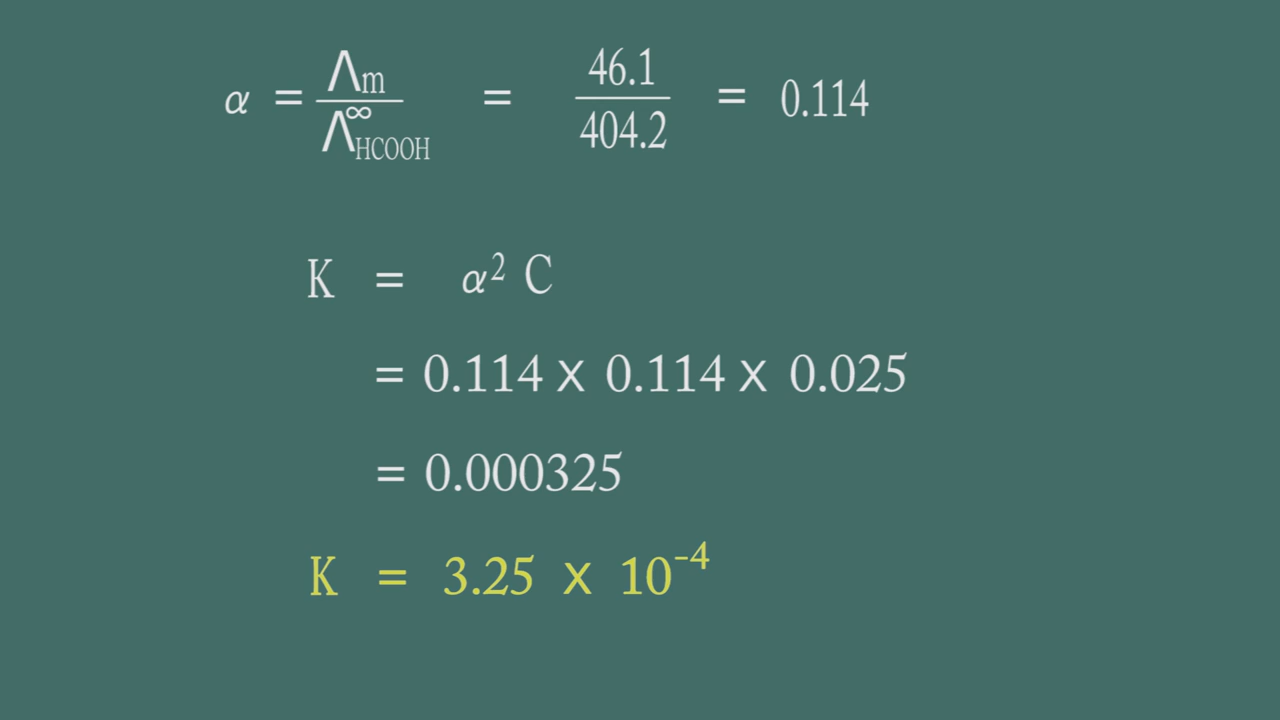 α = Λm / Λ∞HCOOH = 46.1 / 404.2 = 0.114
K = α² C
= 0.114 x 0.114 x 0.025
= 0.000325
K = 3.25 x 10⁻⁴